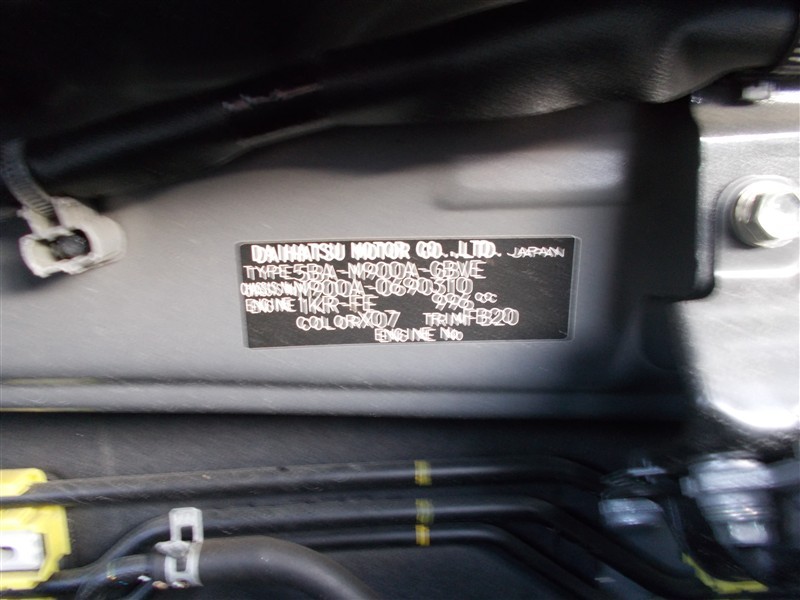 DAIHATSU MOTOR CO.,LTD. JAPAN
TYPE 5BA-M900A-GBVE
CHASSIS No. M900A-0690310
ENGINE 1KR-FE 996cc
COLOR X07 TRIM FB20
ENGINE No.